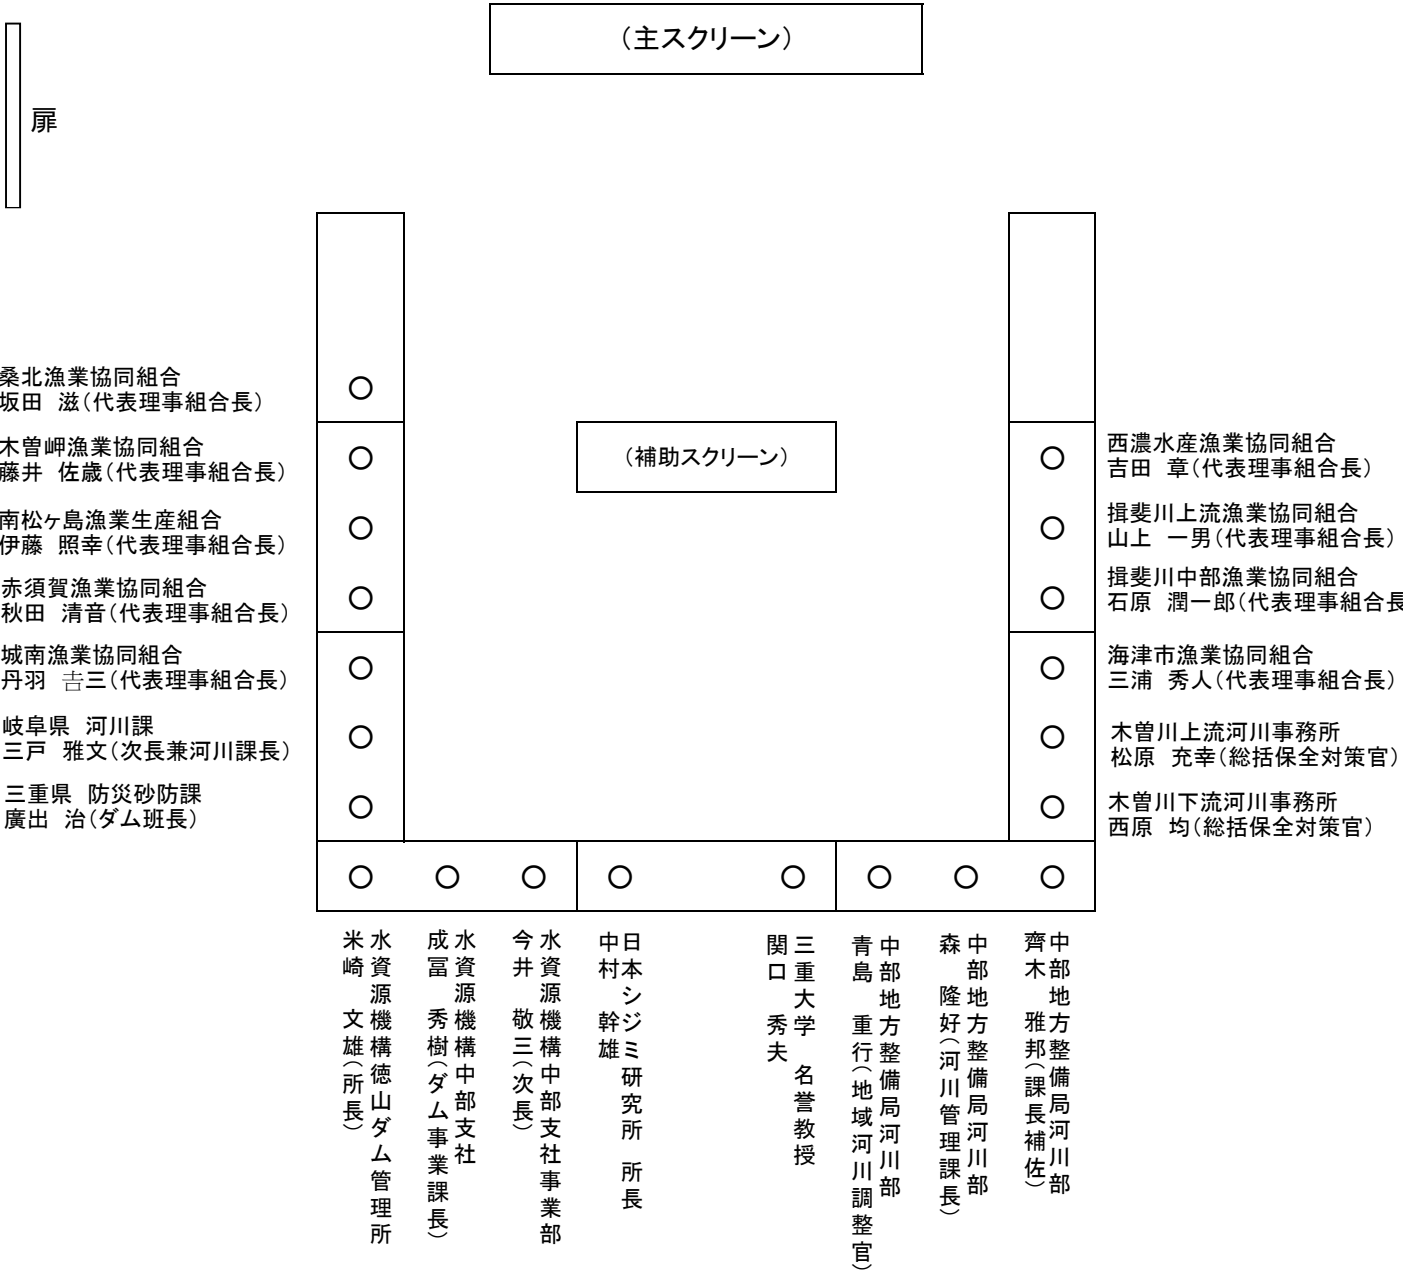 （主スクリーン）
扉
桑北漁業協同組合
坂田　滋（代表理事組合長）
木曽岬漁業協同組合
藤井　佐歳（代表理事組合長）
南松ヶ島漁業生産組合
伊藤　照幸（代表理事組合長）
赤須賀漁業協同組合
秋田　清音（代表理事組合長）
城南漁業協同組合
丹羽　𠮷三（代表理事組合長）
岐阜県　河川課
三戸　雅文（次長兼河川課長）
三重県　防災砂防課
廣出　治（ダム班長）
（補助スクリーン）
西濃水産漁業協同組合
吉田　章（代表理事組合長）
揖斐川上流漁業協同組合
山上　一男（代表理事組合長）
揖斐川中部漁業協同組合
石原　潤一郎（代表理事組合長
海津市漁業協同組合
三浦　秀人（代表理事組合長）
木曽川上流河川事務所
松原　充幸（総括保全対策官）
木曽川下流河川事務所
西原　均（総括保全対策官）
水資源機構徳山ダム管理所
米崎　文雄（所長）
水資源機構中部支社
成冨　秀樹（ダム事業課長）
水資源機構中部支社事業部
今井　敬三（次長）
日本シジミ研究所　所長
中村　幹雄
三重大学　名誉教授
関口　秀夫
中部地方整備局河川部
青島　重行（地域河川調整官）
中部地方整備局河川部
森　隆好（河川管理課長）
中部地方整備局河川部
齊木　雅邦（課長補佐）